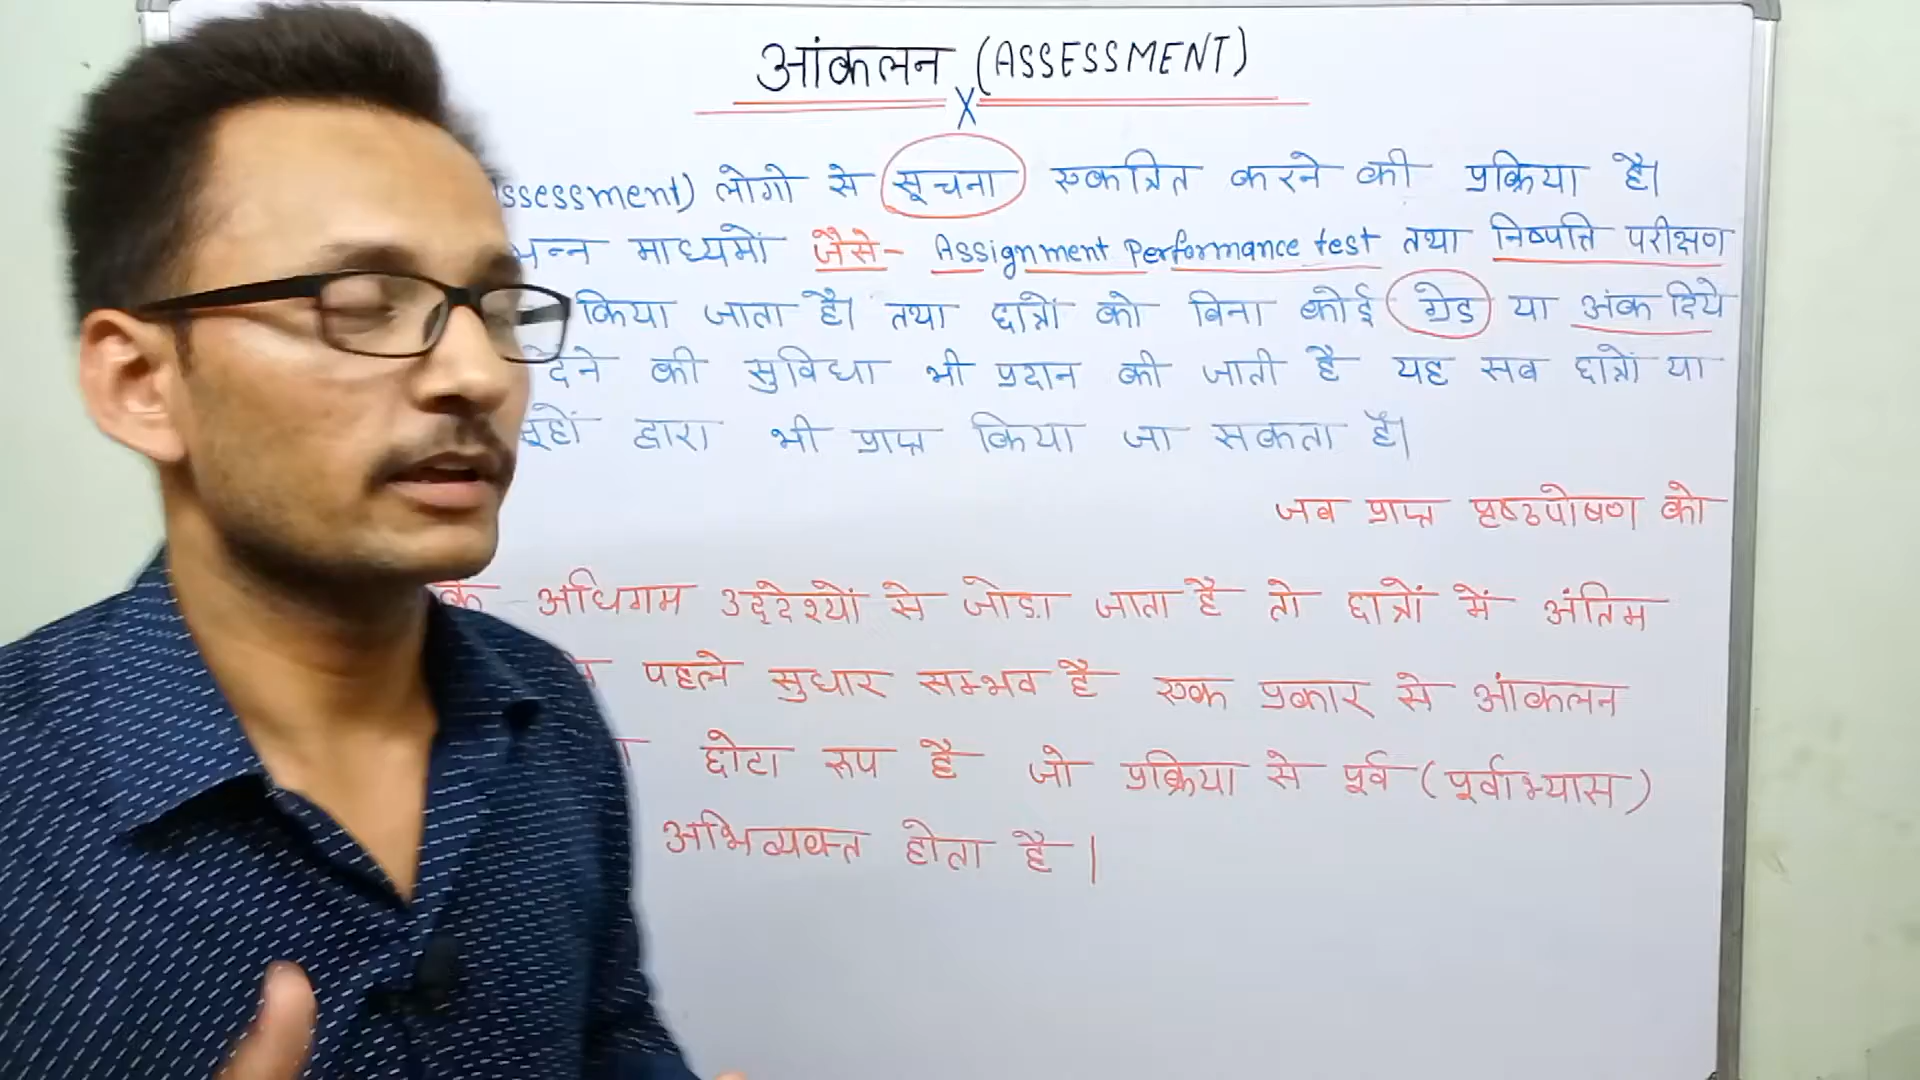 आंकलन (ASSESSMENT)
ssessment) लोगो से सूचना एकत्रित करने की प्रक्रिया है।
माध्यमों जैसे- Assignment Performance test तथा निष्पत्ति परीक्षण
किया जाता है। तथा छात्रों को बिना कोई ग्रेड या अंक दिये
देने की सुविधा भी प्रदान की जाती है यह सब छात्रों या
द्वारा भी प्राप्त किया जा सकता है।
जब प्राप्त पृष्ठपोषण को
के अधिगम उद्देश्यों से जोडा जाता है तो छात्रों में अंतिम
पहले सुधार सम्भव है एक प्रकार से आंकलन
छोटा रूप है जो प्रक्रिया से पूर्व (पूर्वाभ्यास)
अभिव्यक्त होता है |